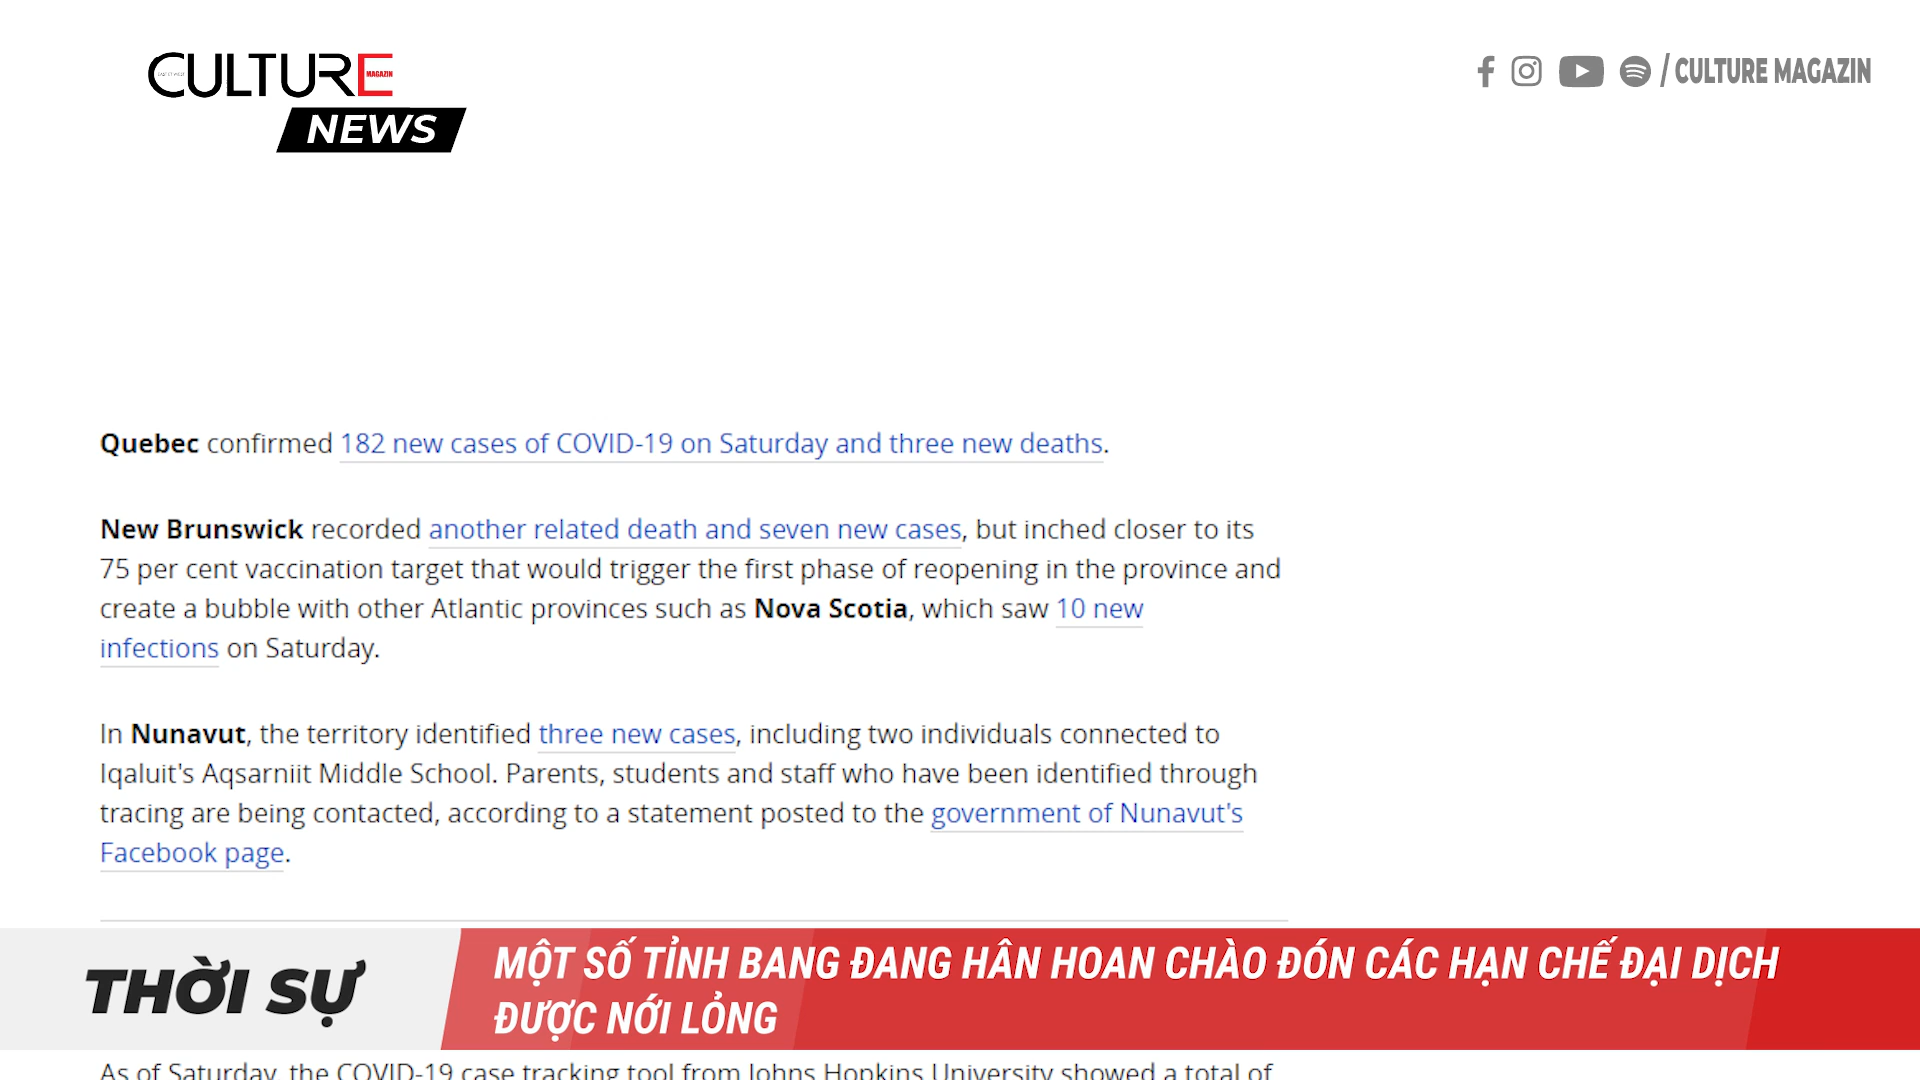 CULTURE
MAGAZIN
NEWS
/ CULTURE MAGAZIN
Quebec confirmed 182 new cases of COVID-19 on Saturday and three new deaths.
New Brunswick recorded another related death and seven new cases, but inched closer to its
75 per cent vaccination target that would trigger the first phase of reopening in the province and
create a bubble with other Atlantic provinces such as Nova Scotia, which saw 10 new
infections on Saturday.
In Nunavut, the territory identified three new cases, including two individuals connected to
Iqaluit's Aqsarniit Middle School. Parents, students and staff who have been identified through
tracing are being contacted, according to a statement posted to the government of Nunavut's
Facebook page.
THỜI SỰ
MỘT SỐ TỈNH BANG ĐANG HÂN HOAN CHÀO ĐÓN CÁC HẠN CHẾ ĐẠI DỊCH
ĐƯỢC NỚI LỎNG
As of Saturday, the COVID-19 case tracking tool from Johns Hopkins University showed a total of